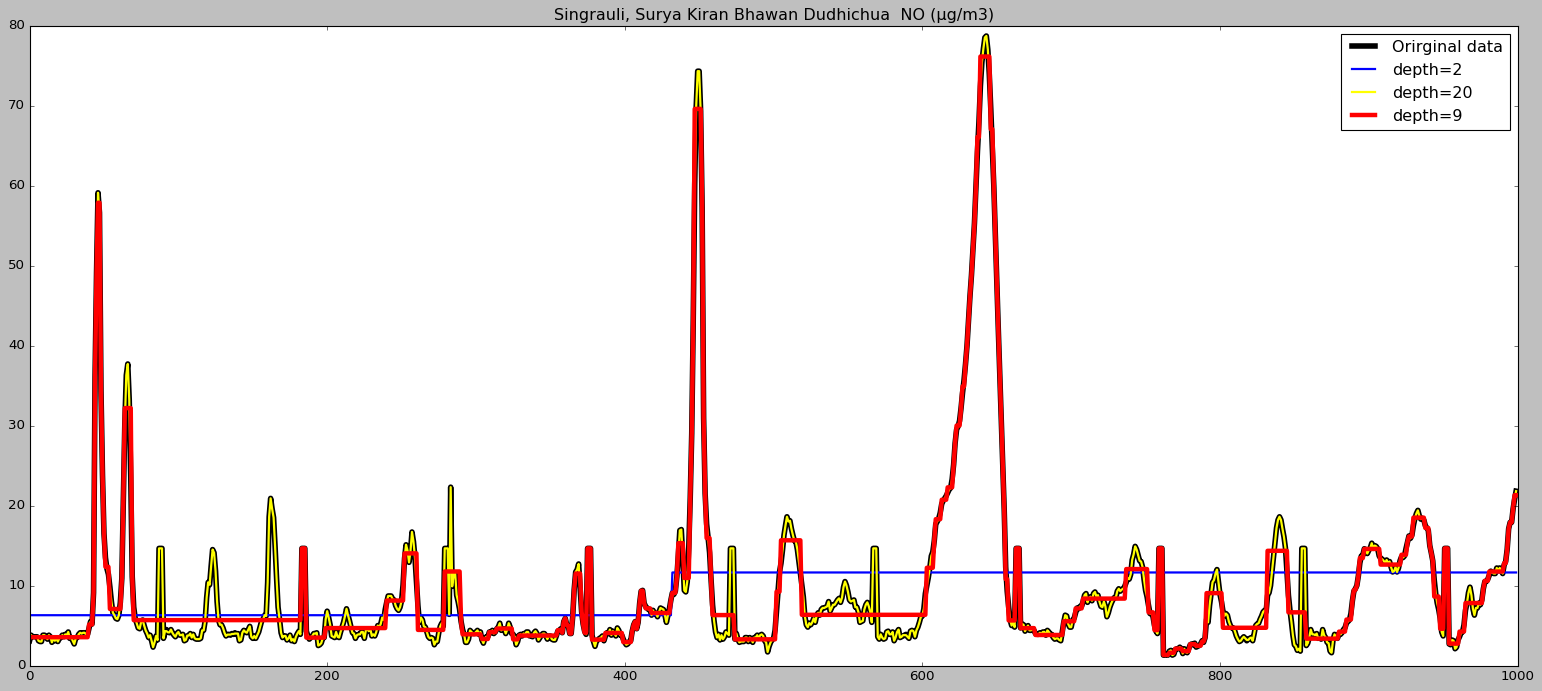 Singrauli, Surya Kiran Bhawan Dudhichua  NO (µg/m3)
80
70
60
50
40
30
20
10
0
0 200 400 600 800 1000
Orirginal data
depth=2
depth=20
depth=9